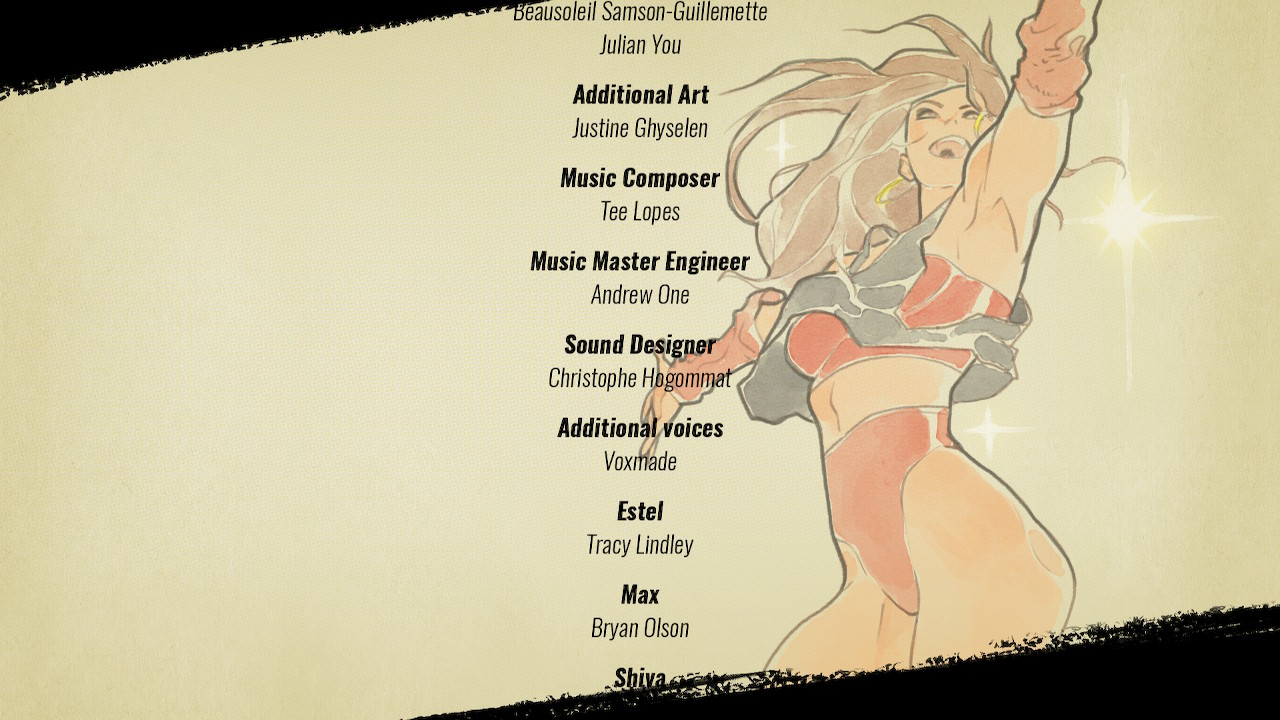 Beausoleil Samson-Guillemette
Julian You
Additional Art
Justine Ghyselen
Music Composer
Tee Lopes
Music Master Engineer
Andrew One
Sound Designer
Christophe Hogommat
Additional voices
Voxmade
Estel
Tracy Lindley
Max
Bryan Olson
Shiva